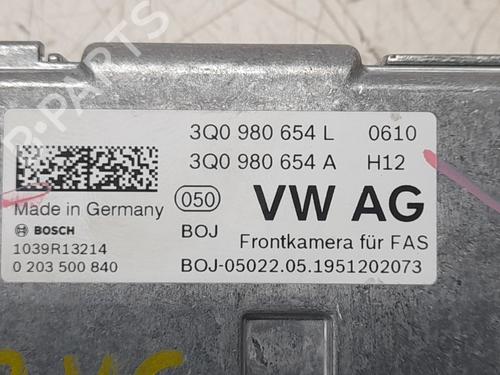 3Q0 980 654 L 0610
3Q0 980 654 A H12
Made in Germany 050 VW AG
BOSCH BOJ Frontkamera für FAS
1039R13214
0 203 500 840 BOJ-05022.05.1951202073